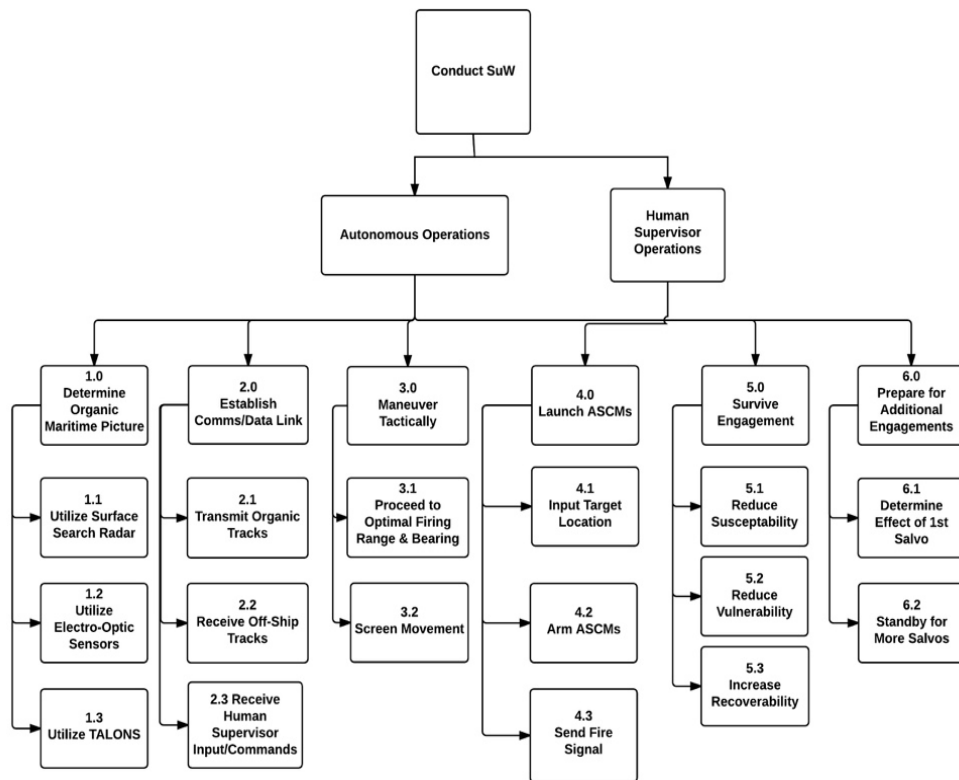 Conduct SuW
Autonomous Operations
Human
Supervisor
Operations
1.0
Determine
Organic
Maritime Picture
2.0
Establish
Comms/Data Link
3.0
Maneuver
Tactically
4.0
Launch ASCMs
5.0
Survive
Engagement
6.0
Prepare for
Additional
Engagements
1.1
Utilize Surface
Search Radar
2.1
Transmit Organic
Tracks
3.1
Proceed to
Optimal Firing
Range & Bearing
4.1
Input Target
Location
5.1
Reduce
Susceptability
6.1
Determine
Effect of 1st
Salvo
1.2
Utilize
Electro-Optic
Sensors
2.2
Receive Off-Ship
Tracks
3.2
Screen Movement
4.2
Arm ASCMs
5.2
Reduce
Vulnerability
6.2
Standby for
More Salvos
1.3
Utilize TALONS
2.3 Receive
Human
Supervisor
Input/Commands
4.3
Send Fire
Signal
5.3
Increase
Recoverability